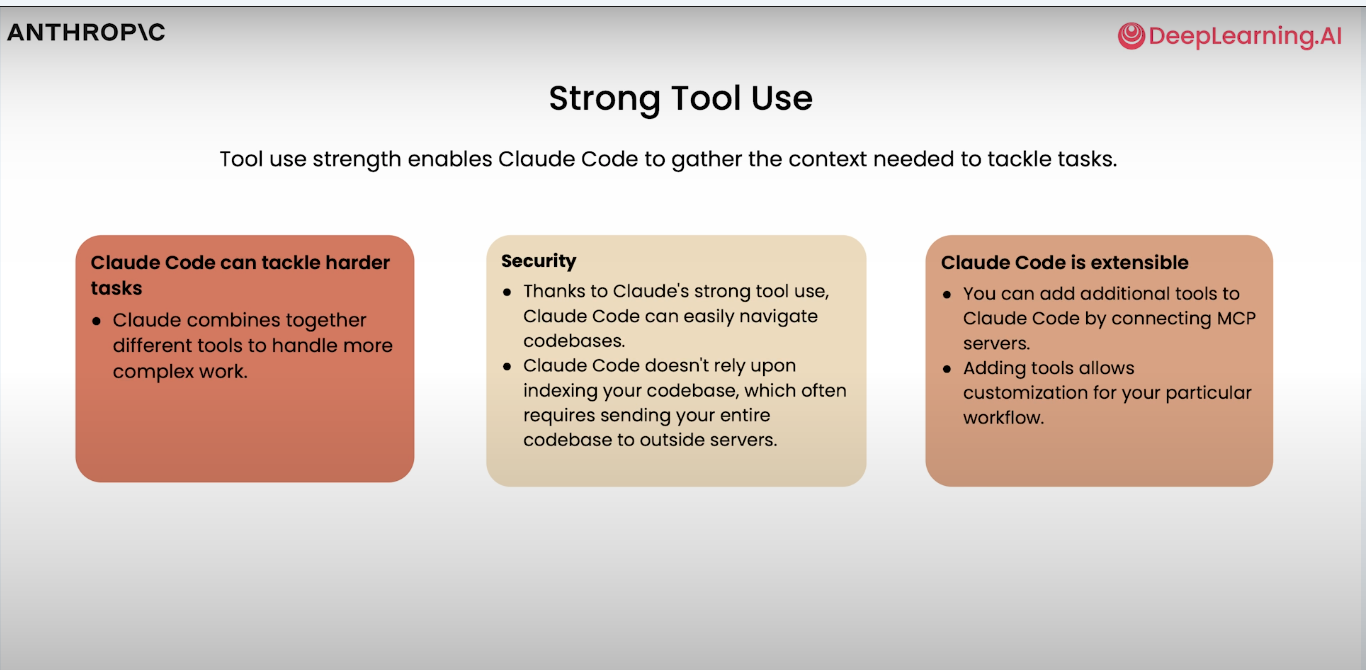 ANTHROP\C
DeepLearning.AI
Strong Tool Use
Tool use strength enables Claude Code to gather the context needed to tackle tasks.
Claude Code can tackle harder
tasks
● Claude combines together
different tools to handle more
complex work.
Security
● Thanks to Claude's strong tool use,
Claude Code can easily navigate
codebases.
● Claude Code doesn't rely upon
indexing your codebase, which often
requires sending your entire
codebase to outside servers.
Claude Code is extensible
● You can add additional tools to
Claude Code by connecting MCP
servers.
● Adding tools allows
customization for your particular
workflow.